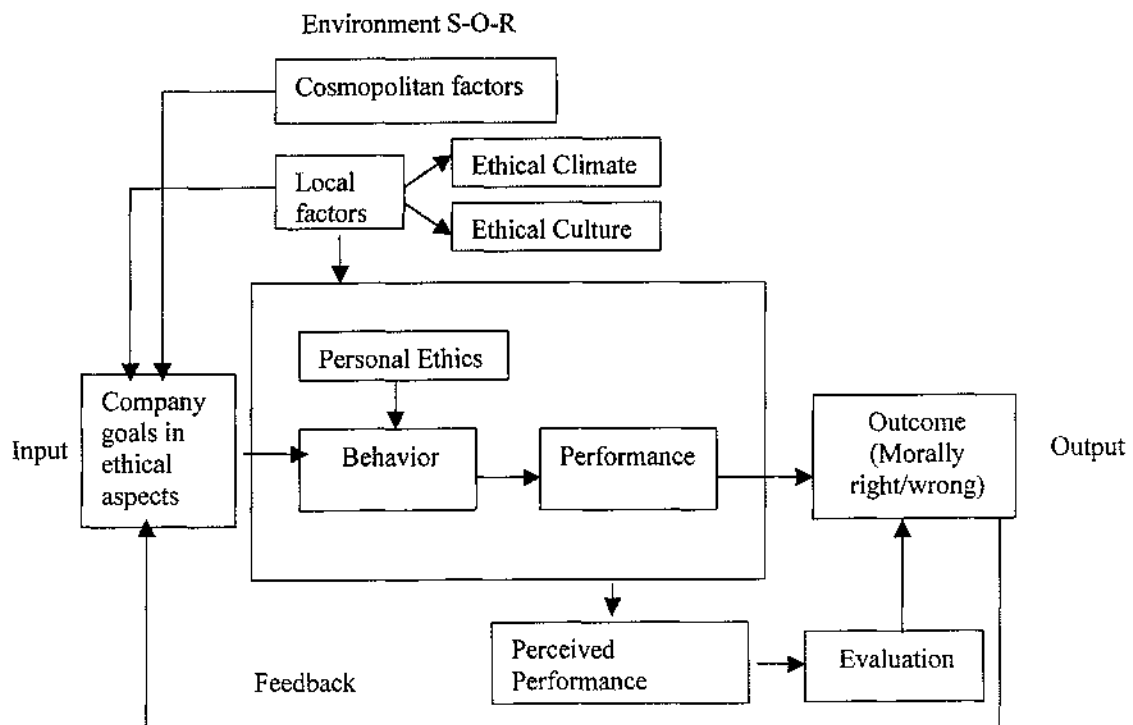 Environment S-O-R
Cosmopolitan factors
Ethical Climate
Local
factors
Ethical Culture
Personal Ethics
Company
goals in
ethical
aspects
Input
Behavior
Performance
Outcome
(Morally
right/wrong)
Output
Perceived
Performance
Evaluation
Feedback